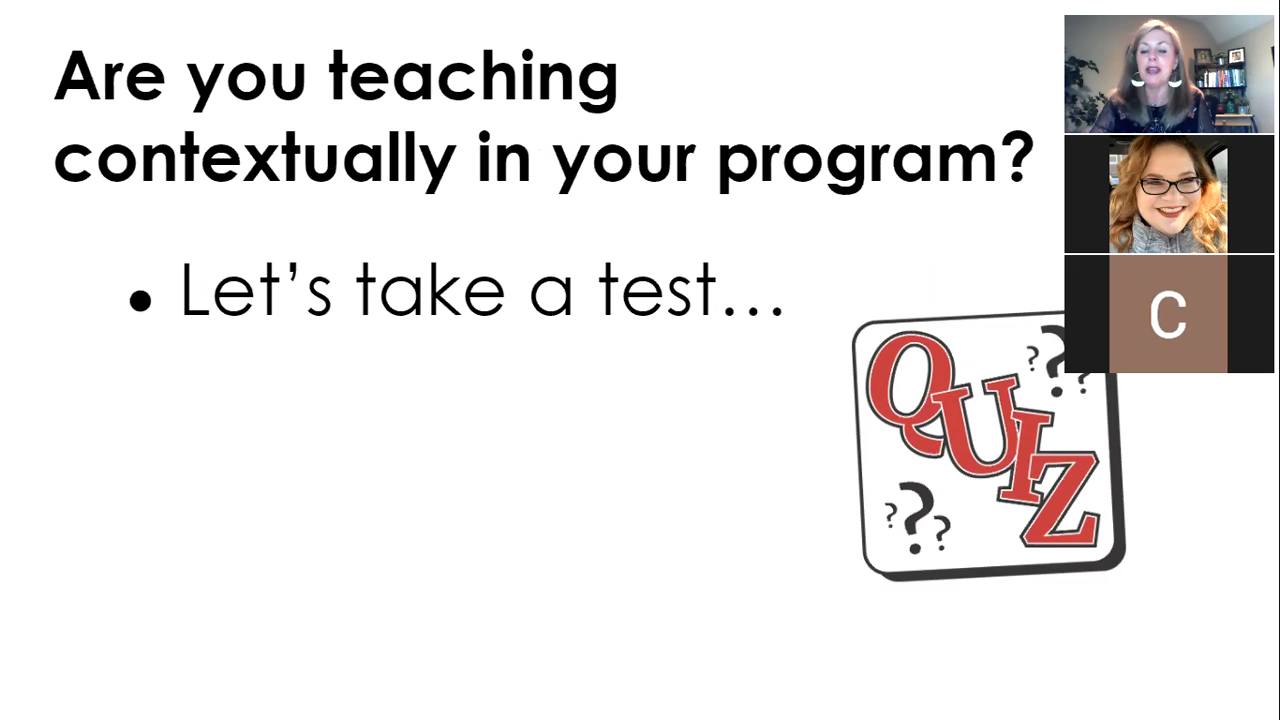 Are you teaching
contextually in your program?
• Let’s take a test…
QUIZ
? ? ?
? ? ?
C